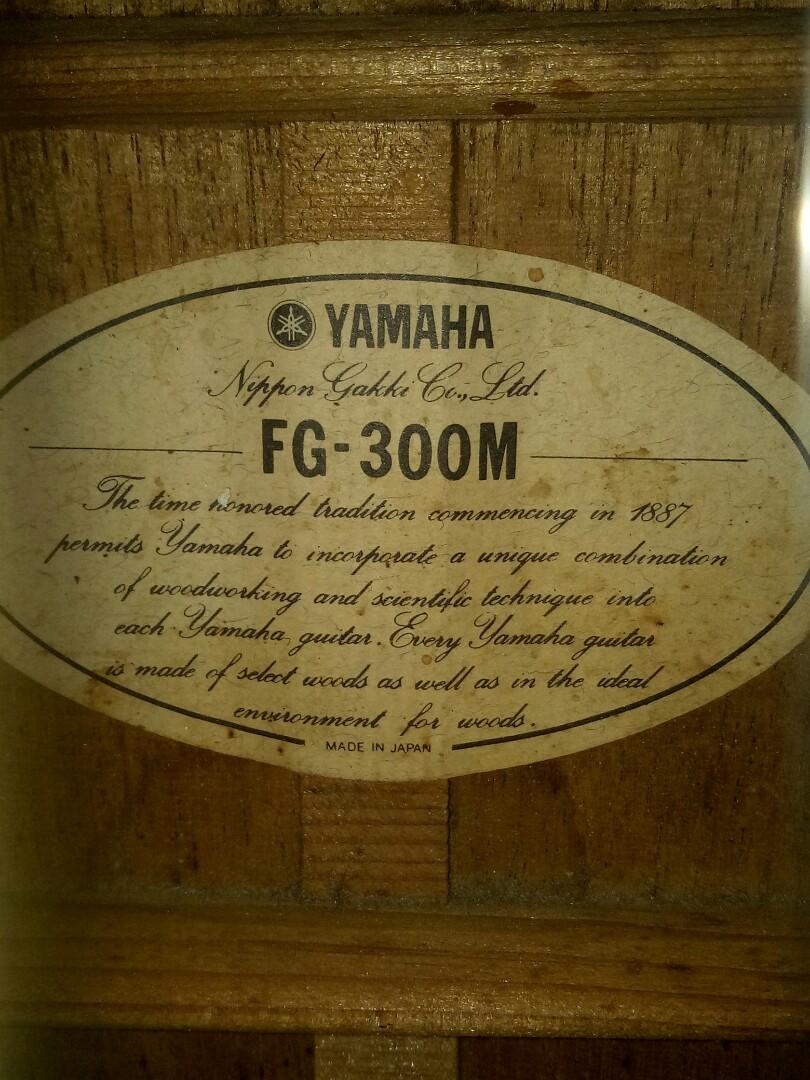 YAMAHA
Nippon Gakki Co., Ltd.
FG-300M
The time honored tradition commencing in 1887
permits Yamaha to incorporate a unique combination
of woodworking and scientific technique into
each Yamaha guitar. Every Yamaha guitar
is made of select woods as well as in the ideal
environment for woods.
MADE IN JAPAN